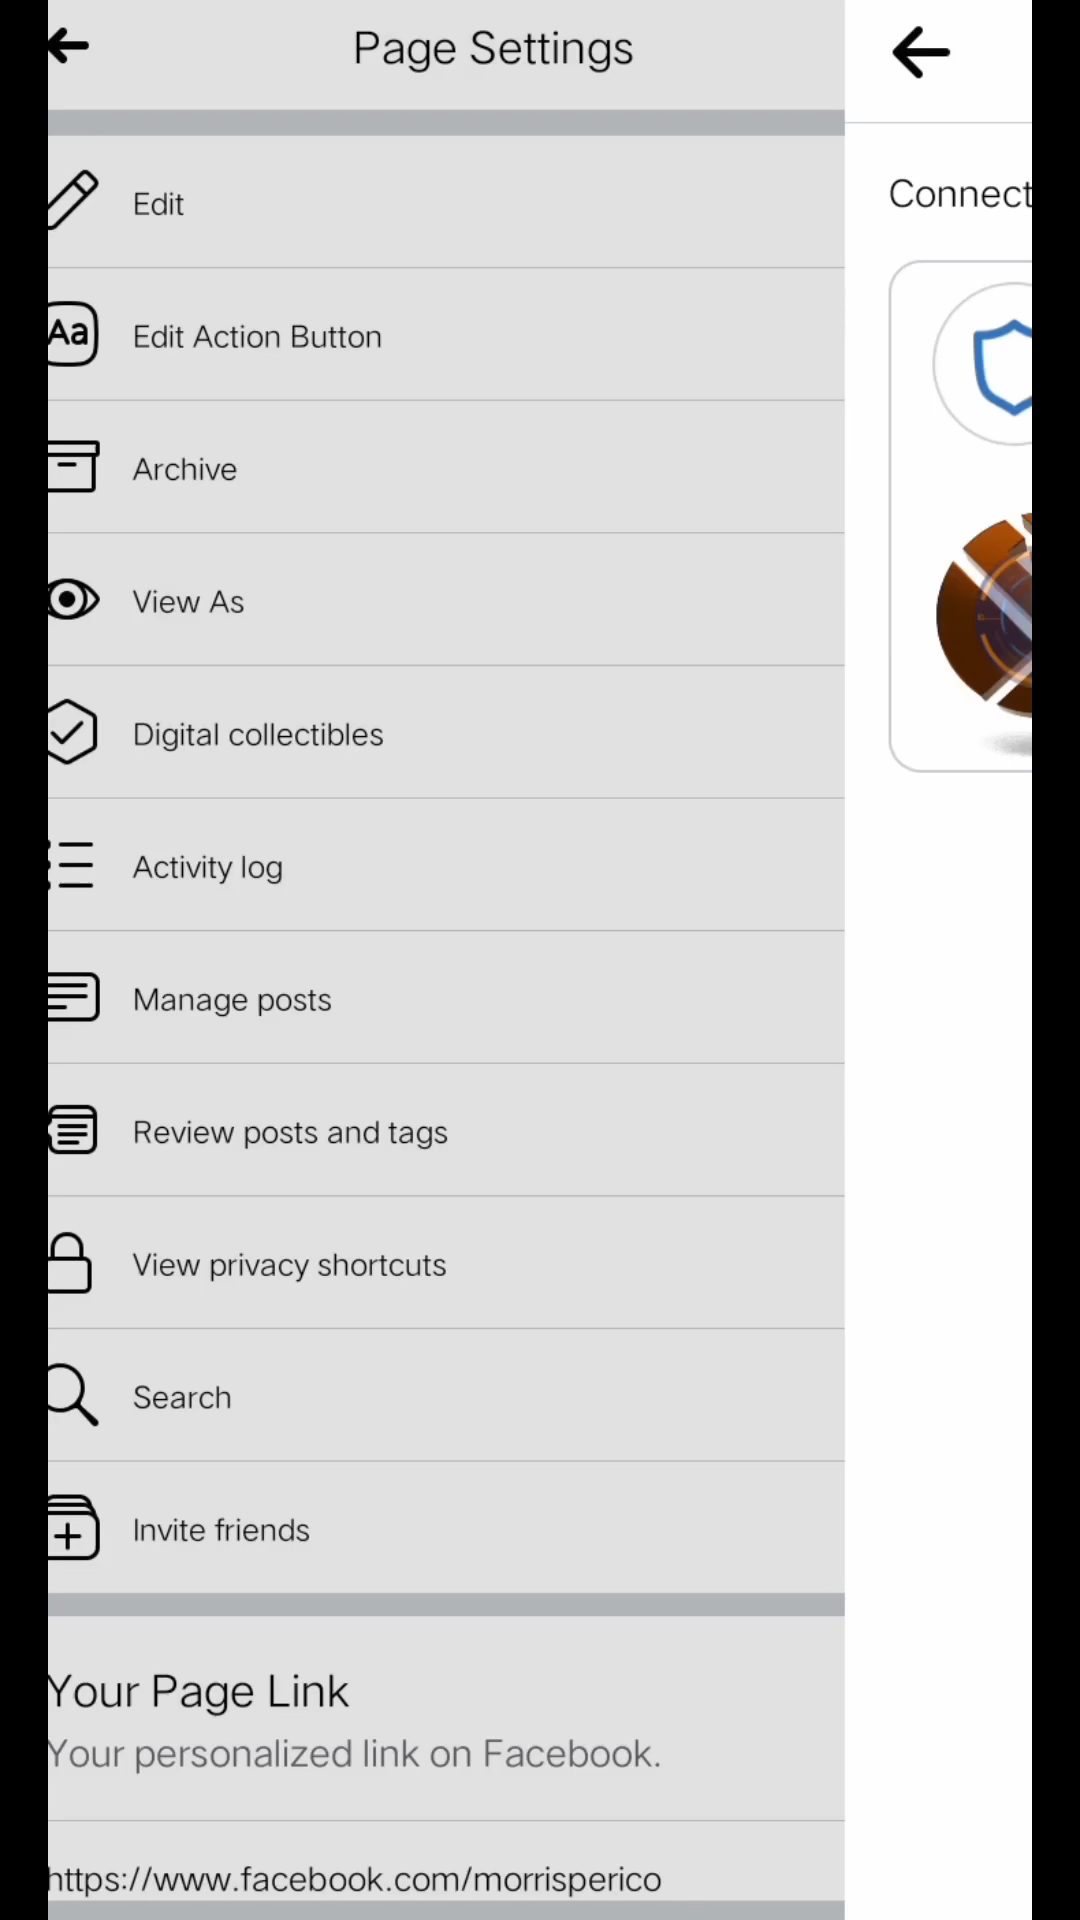 Page Settings
Edit
Aa
Edit Action Button
Archive
View As
Digital collectibles
Activity log
Manage posts
Review posts and tags
View privacy shortcuts
Search
Invite friends
Your Page Link
Your personalized link on Facebook.
https://www.facebook.com/morrisperico
Connect